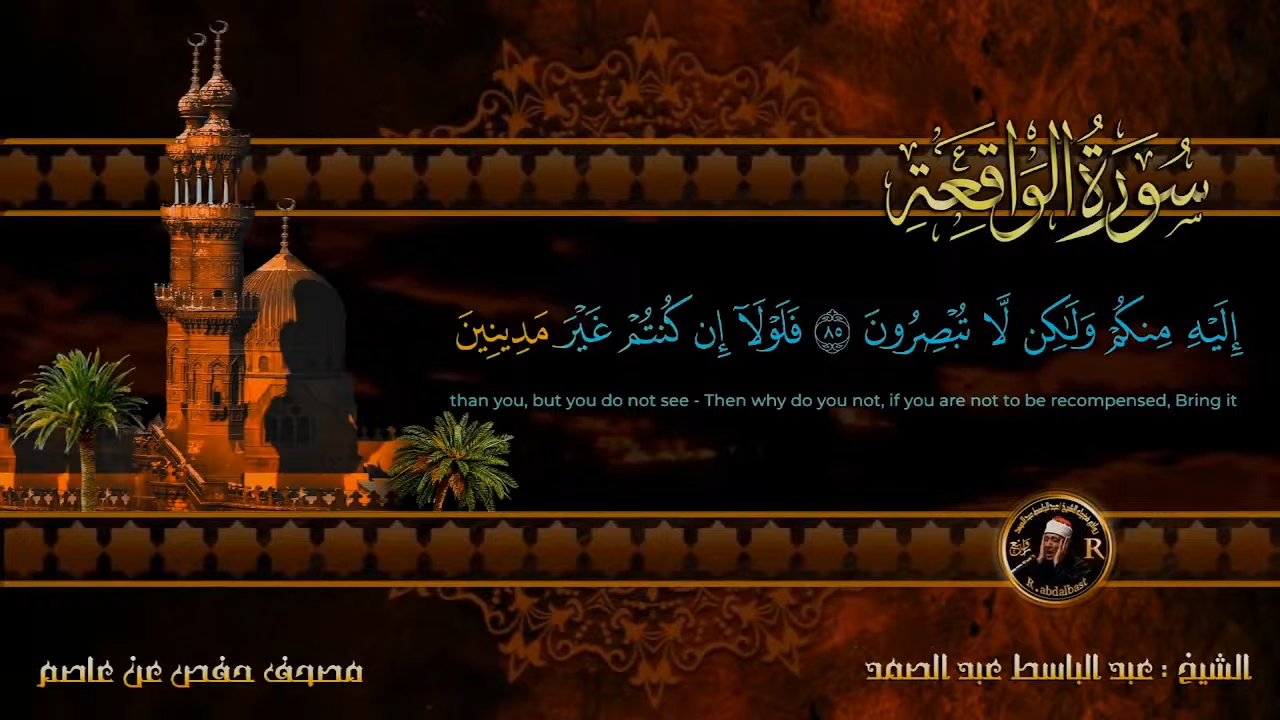 سُورَةُ الوَاقِعَةِ
إِلَيْهِ مِنكُمْ وَلَٰكِن لَّا تُبْصِرُونَ ٨٥ فَلَوْلَآ إِن كُنتُمْ غَيْرَ مَدِينِينَ
than you, but you do not see - Then why do you not, if you are not to be recompensed, Bring it
R
R.abdalbast
الشيخ : عبد الباسط عبد الصمد
مصحف حفص عن عاصم